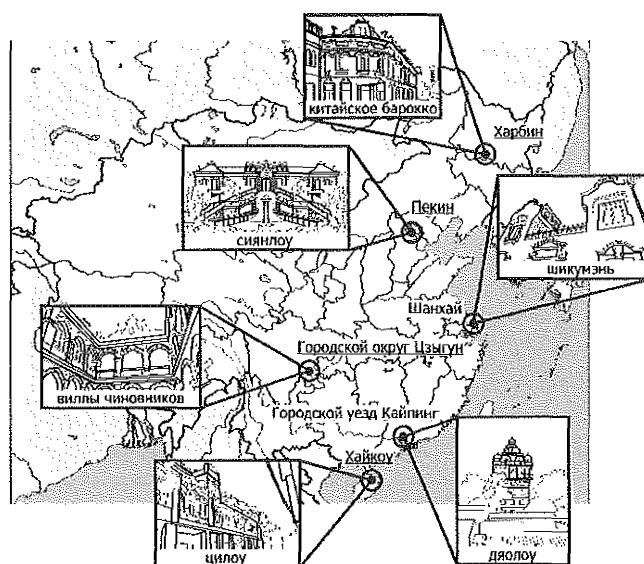 китайское барокко
Харбин
Пекин
сиянлоу
шикумэнь
Шанхай
Городской округ Цзыгун
виллы чиновников
Городской уезд Кайпинг
Хайкоу
цилоу
дяолоу